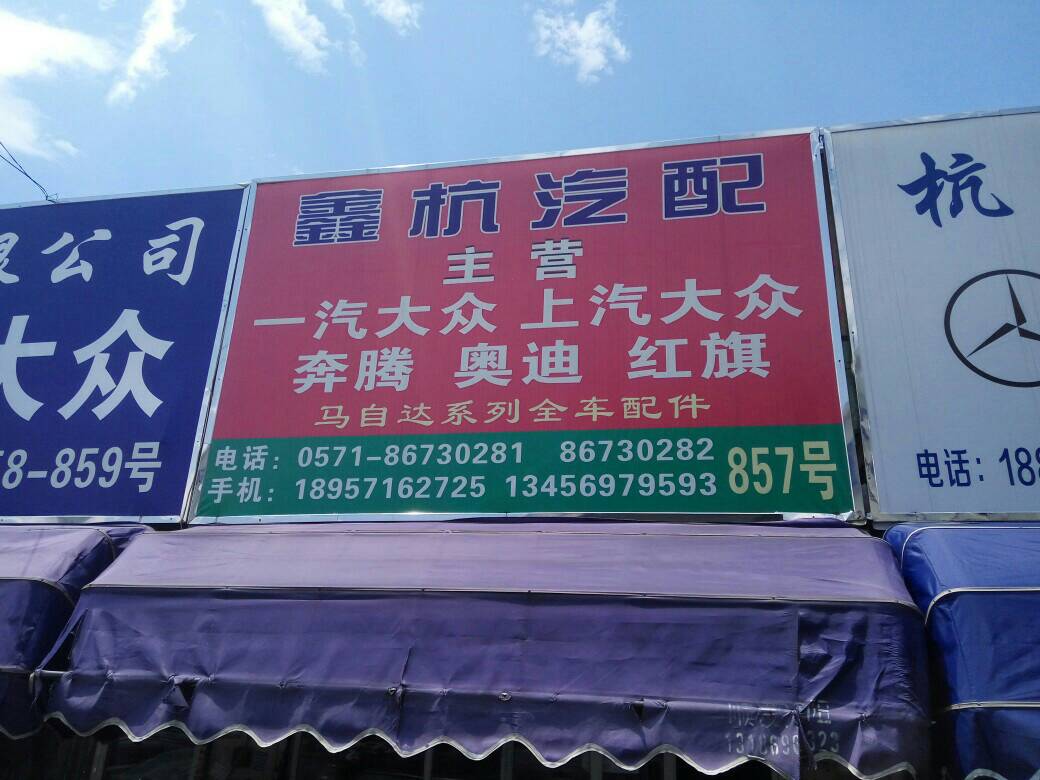 限公司
大众
8-859号
鑫杭汽配
主营
一汽大众 上汽大众
奔腾 奥迪 红旗
马自达系列全车配件
电话：0571-86730281 86730282
手机：18957162725 13456979593
857号
杭
电话：188